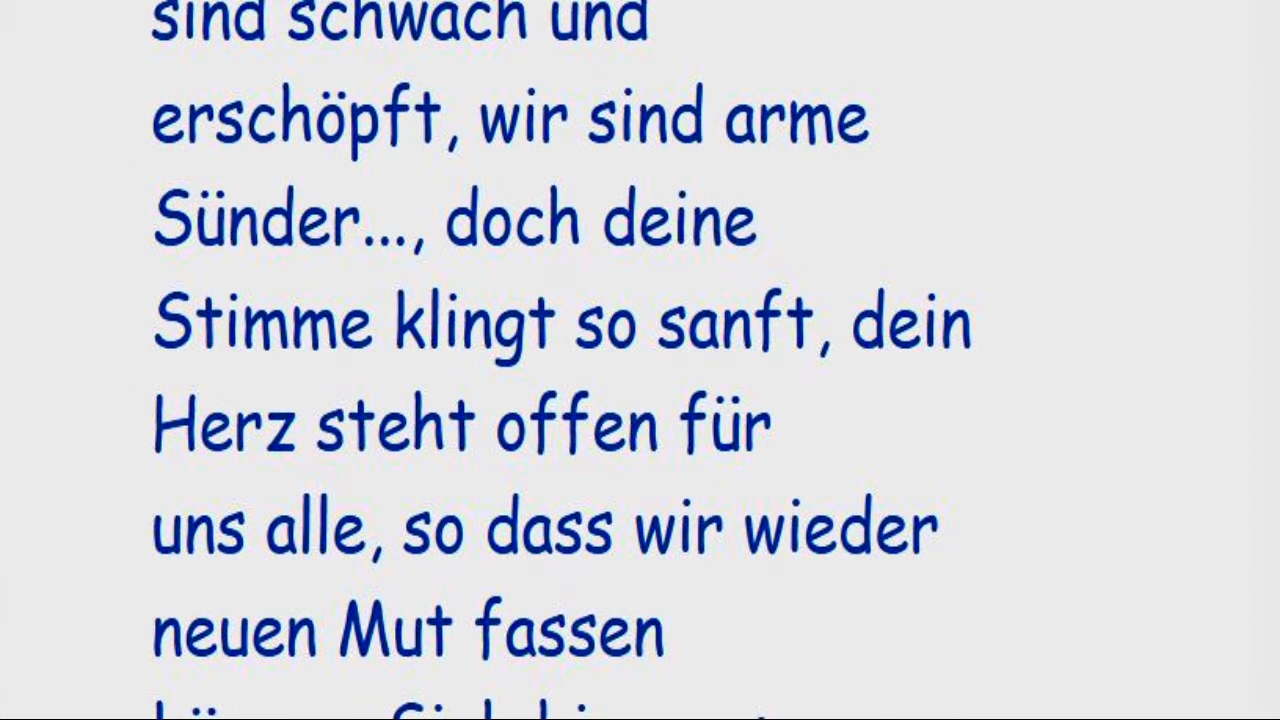 sind schwach und
erschöpft, wir sind arme
Sünder..., doch deine
Stimme klingt so sanft, dein
Herz steht offen für
uns alle, so dass wir wieder
neuen Mut fassen